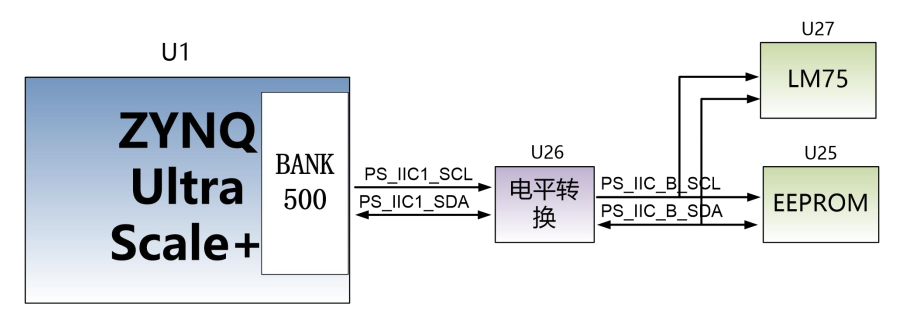 U1
ZYNQ
Ultra
Scale+
BANK
500
PS_IIC1_SCL
PS_IIC1_SDA
U26
电平转
换
PS_IIC_B_SCL
PS_IIC_B_SDA
U27
LM75
U25
EEPROM